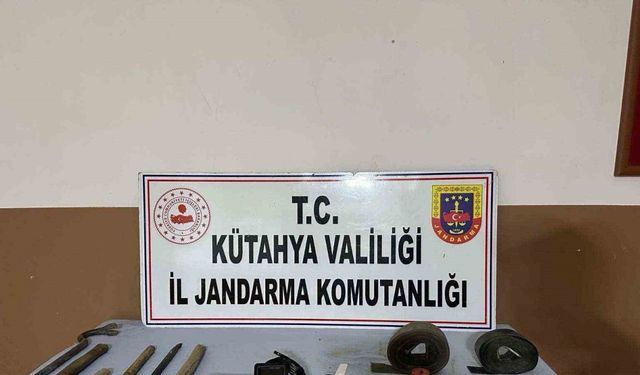 T.C.
KÜTAHYA VALİLİĞİ
İL JANDARMA KOMUTANLIĞI
JANDARMA